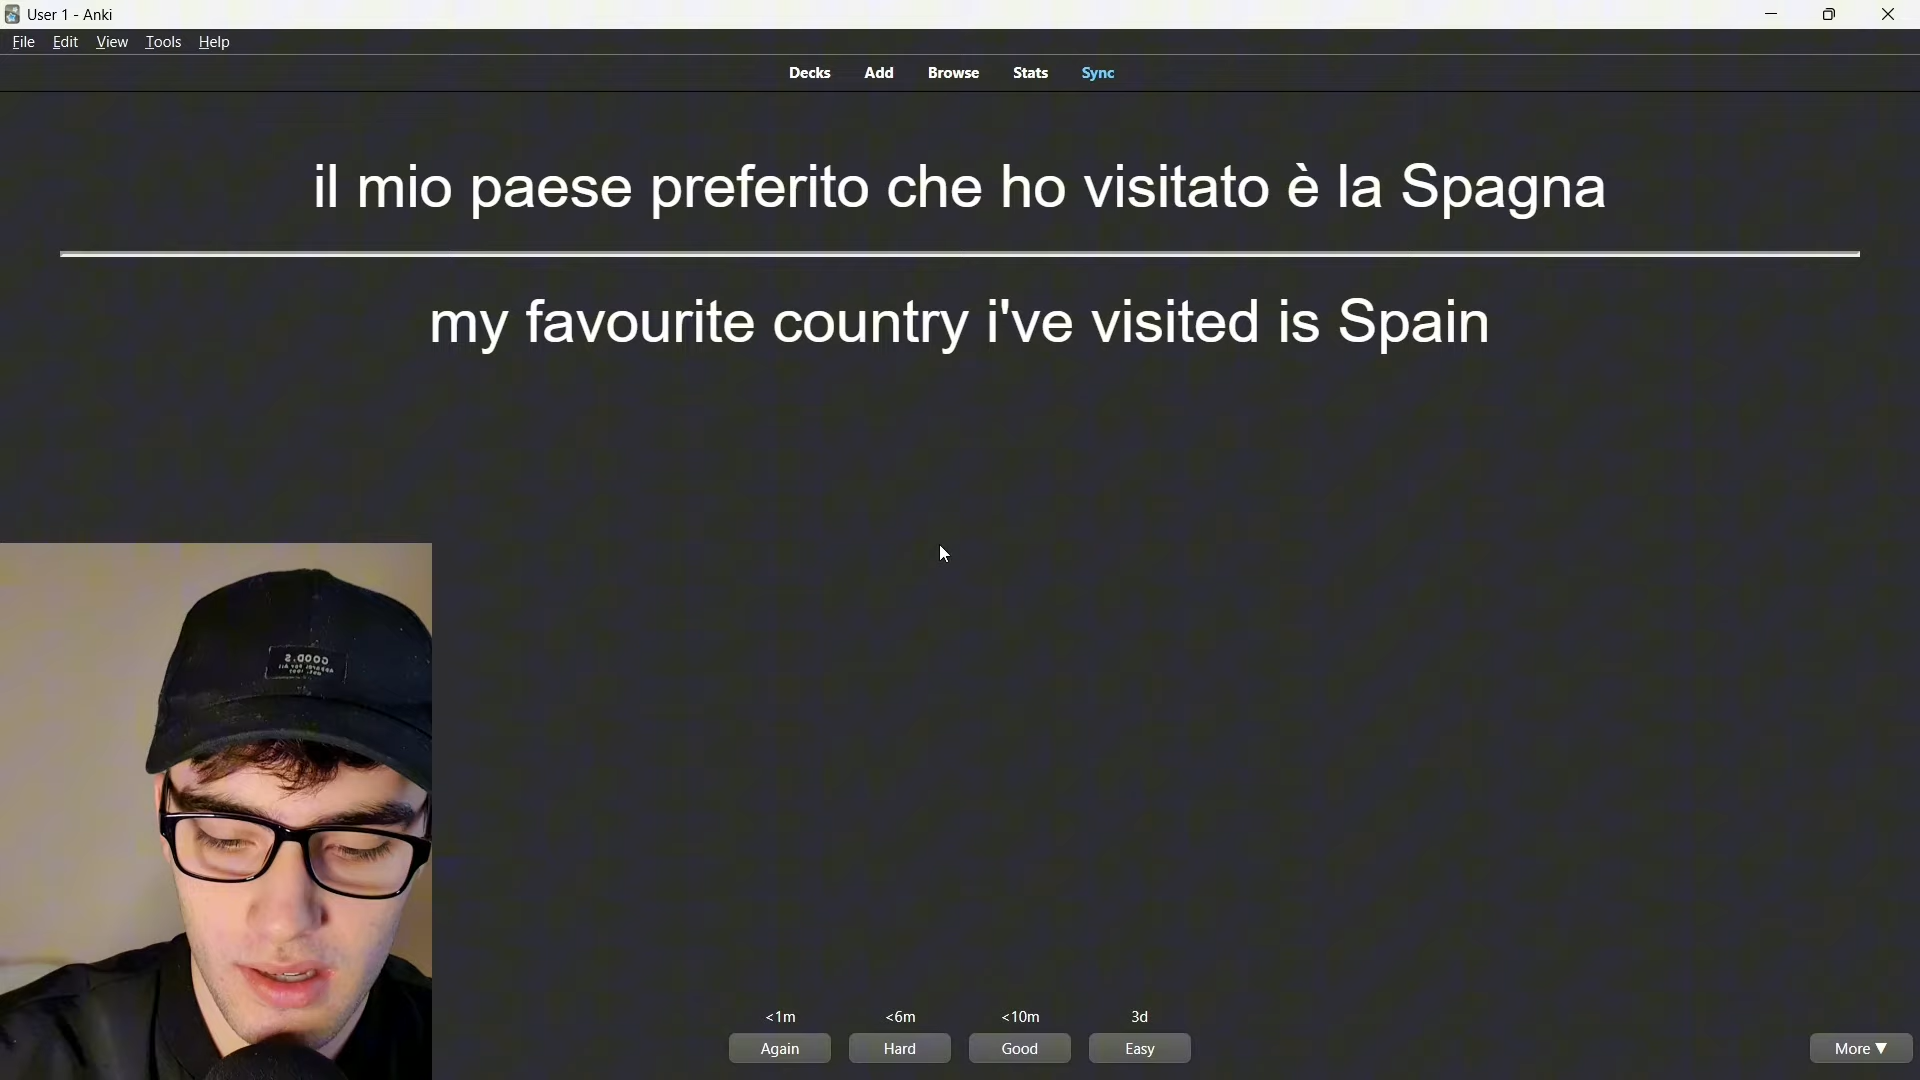 User 1 - Anki
File Edit View Tools Help
Decks Add Browse Stats Sync
il mio paese preferito che ho visitato è la Spagna
my favourite country i've visited is Spain
GOOD.S.
<1m <6m <10m 3d
Again Hard Good Easy
More ▼